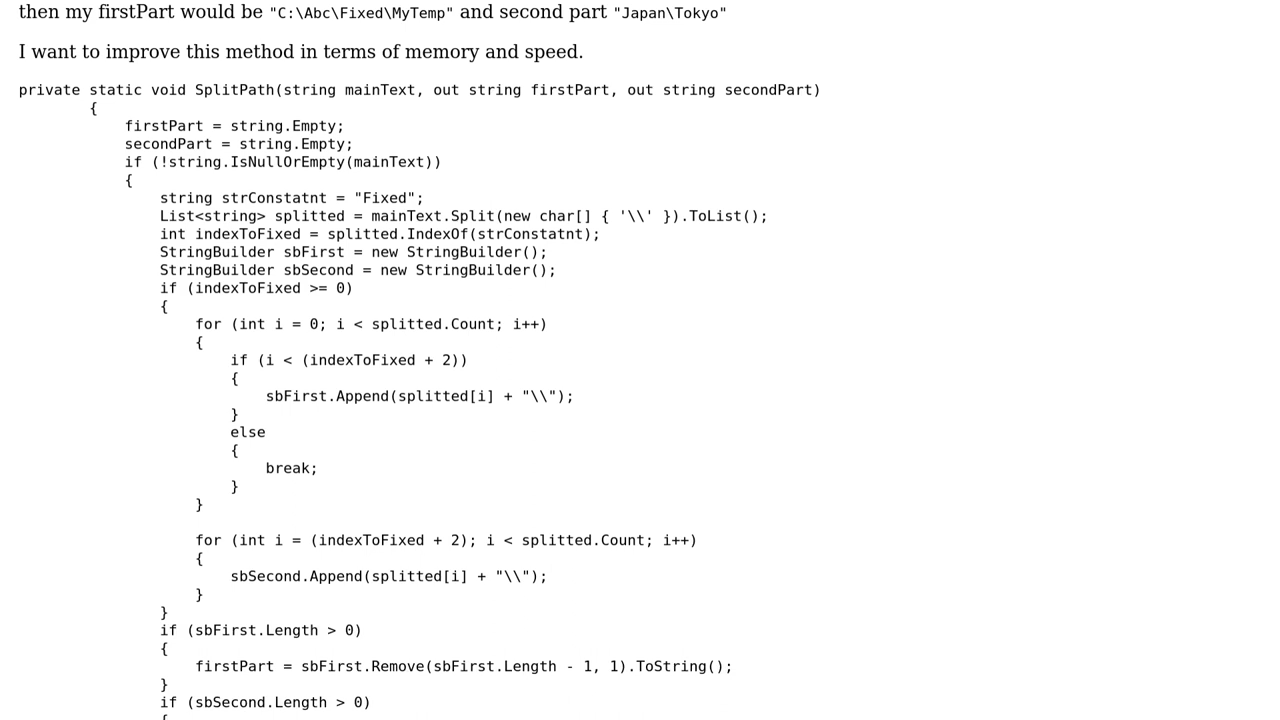 then my firstPart would be "C:\Abc\Fixed\MyTemp" and second part "Japan\Tokyo"
I want to improve this method in terms of memory and speed.
private static void SplitPath(string mainText, out string firstPart, out string secondPart)
        {
            firstPart = string.Empty;
            secondPart = string.Empty;
            if (!string.IsNullOrEmpty(mainText))
            {
                string strConstatnt = "Fixed";
                List<string> splitted = mainText.Split(new char[] { '\\' }).ToList();
                int indexToFixed = splitted.IndexOf(strConstatnt);
                StringBuilder sbFirst = new StringBuilder();
                StringBuilder sbSecond = new StringBuilder();
                if (indexToFixed >= 0)
                {
                    for (int i = 0; i < splitted.Count; i++)
                    {
                        if (i < (indexToFixed + 2))
                        {
                            sbFirst.Append(splitted[i] + "\\");
                        }
                        else
                        {
                            break;
                        }
                    }

                    for (int i = (indexToFixed + 2); i < splitted.Count; i++)
                    {
                        sbSecond.Append(splitted[i] + "\\");
                    }
                }
                if (sbFirst.Length > 0)
                {
                    firstPart = sbFirst.Remove(sbFirst.Length - 1, 1).ToString();
                }
                if (sbSecond.Length > 0)
                {